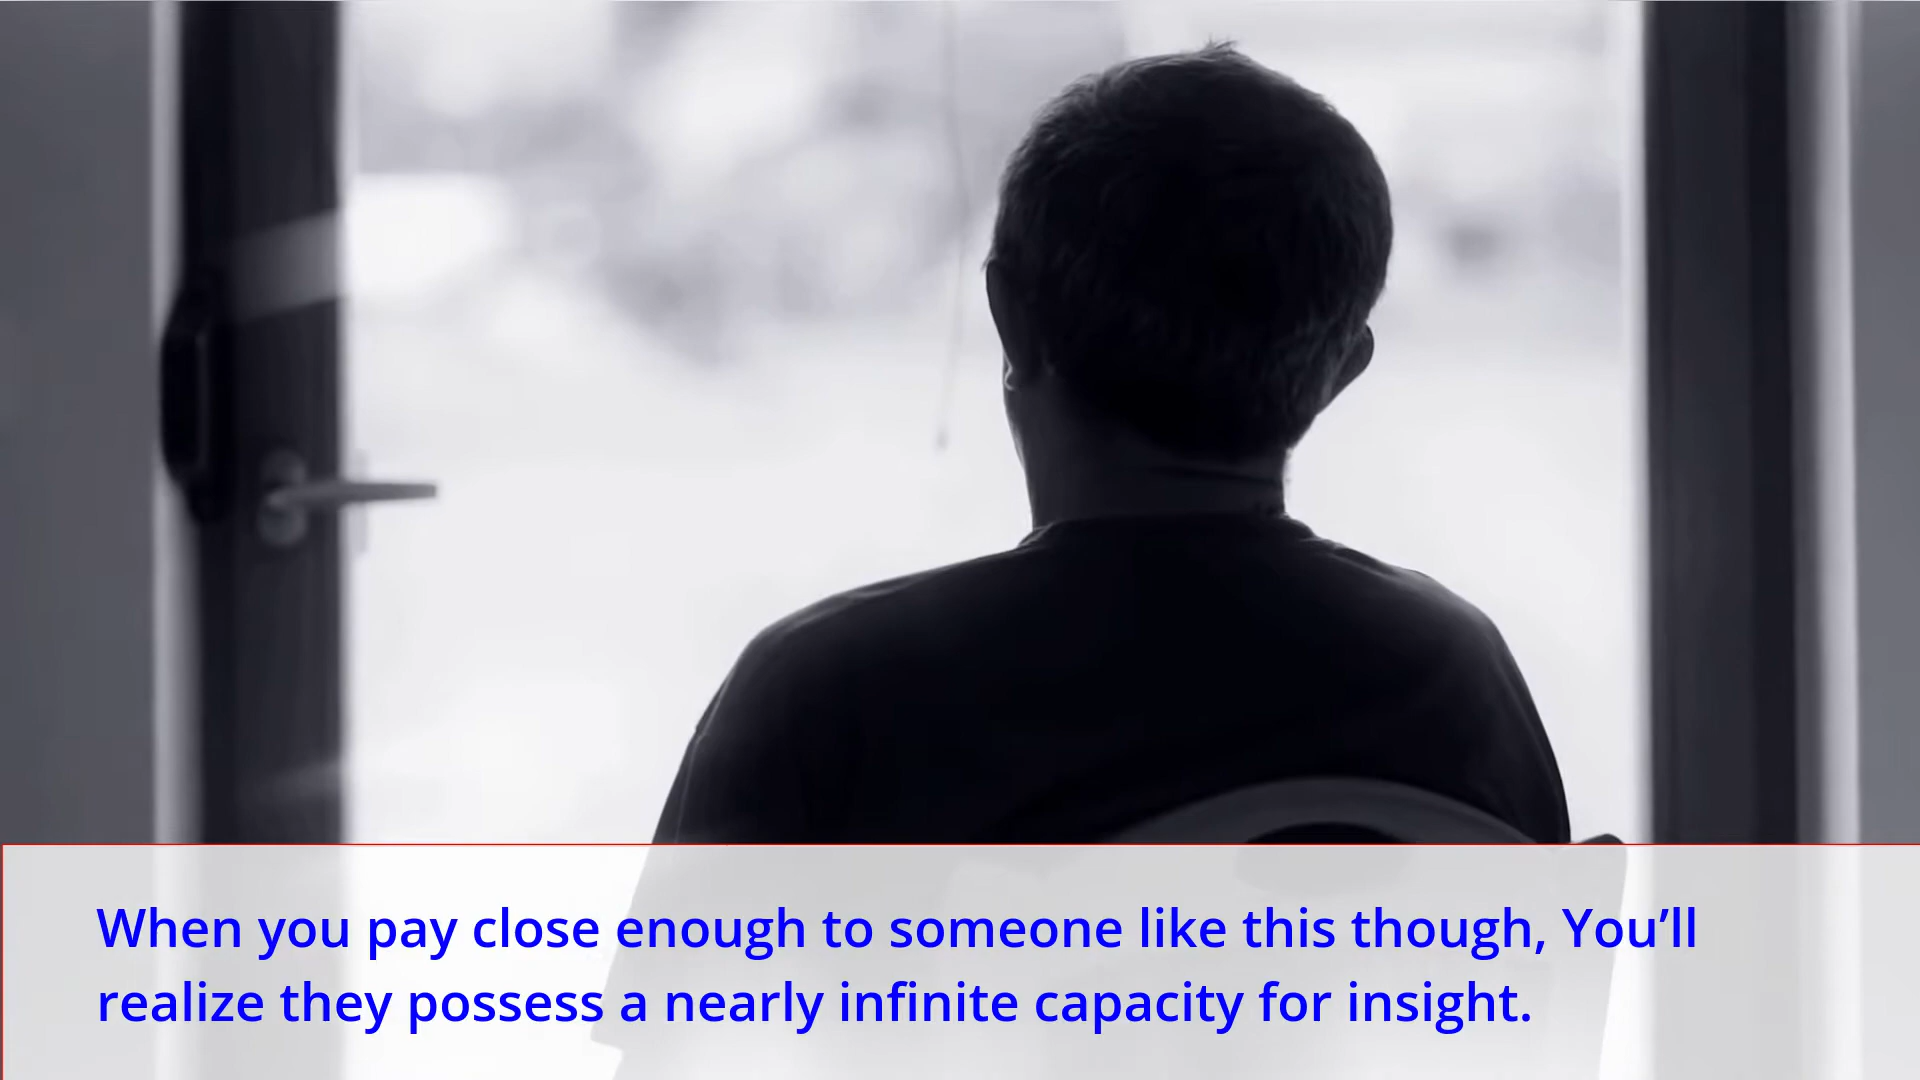 When you pay close enough to someone like this though, You’ll
realize they possess a nearly infinite capacity for insight.